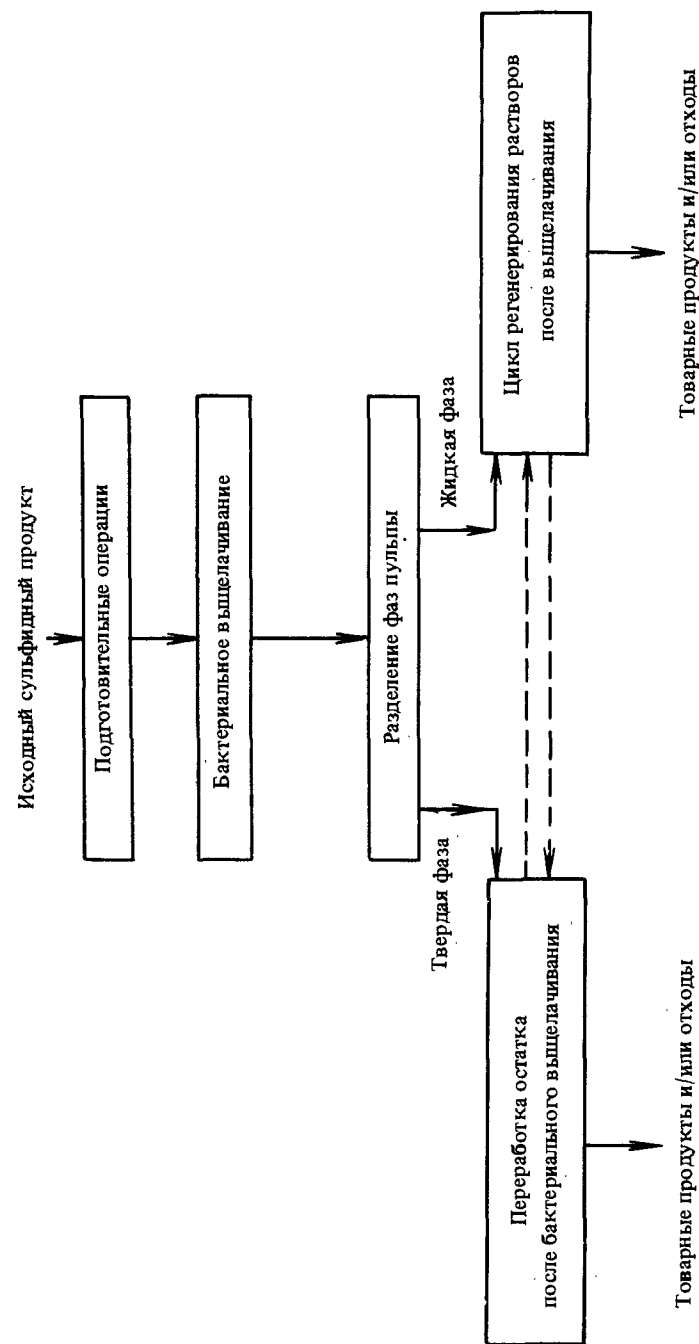 Исходный сульфидный продукт
Подготовительные операции
Бактериальное выщелачивание
Разделение фаз пульпы
Твердая фаза
Жидкая фаза
Переработка остатка
после бактериального выщелачивания
Цикл регенерирования растворов
после выщелачивания
Товарные продукты и/или отходы
Товарные продукты и/или отходы